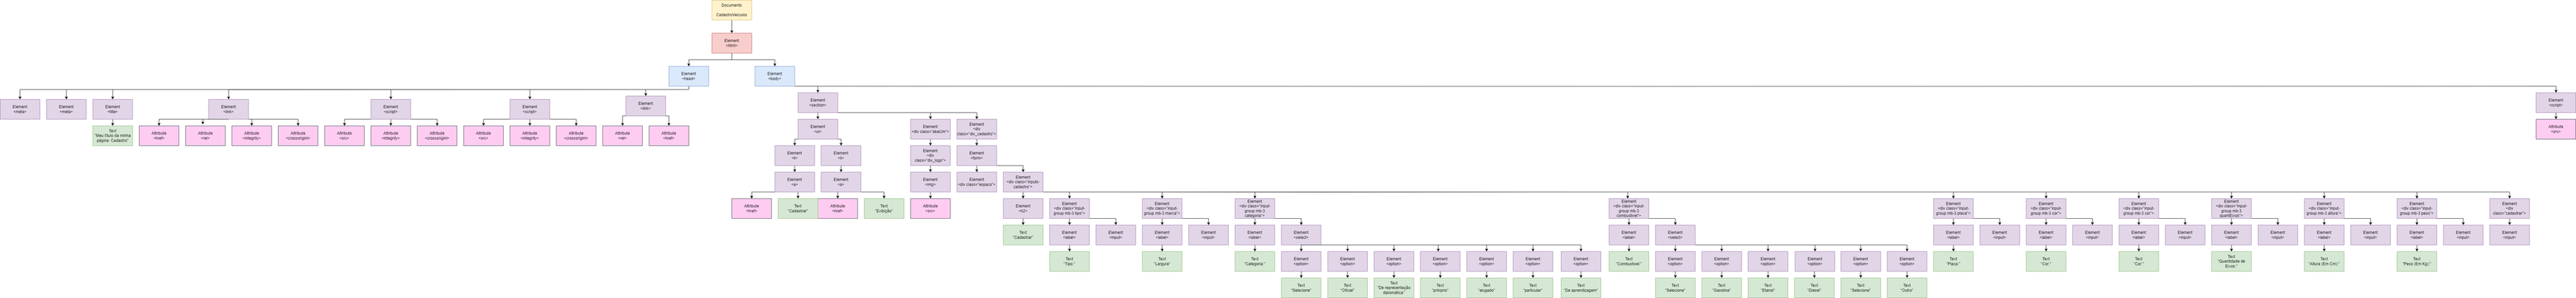 Documento:
CadastroVeiculos
Element
<html>
Element
<head>
Element
<body>
Element
<meta>
Element
<meta>
Element
<title>
Element
<link>
Element
<script>
Element
<script>
Element
<link>
Element
<section>
Element
<script>
Text
"Meu título da minha
página: Cadastro"
Attribute
<href>
Attribute
<rel>
Attribute
<integrity>
Attribute
<crossorigin>
Attribute
<src>
Attribute
<integrity>
Attribute
<crossorigin>
Attribute
<src>
Attribute
<integrity>
Attribute
<crossorigin>
Attribute
<rel>
Attribute
<href>
Element
<ul>
Element
Element
<div
class="div_cadastro">
Attribute
<src>
Element
<li>
Element
<li>
Element
<div
class="div_logo">
Element
<form>
Element
<a>
Element
<a>
Element
<img>
Element
<div class="espaco">
Element
<div class="inputs-
cadastro">
Attribute
<href>
Text
"Cadastrar"
Attribute
<href>
Text
"Exibição"
Attribute
<src>
Element
<h2>
Element
<div class="input-
group mb-3 tipo">
Element
<div class="input-
group mb-3 marca">
Element
<div class="input-
group mb-3
categoria">
Element
<div class="input-
group mb-3
combustivel">
Element
<div class="input-
group mb-3 placa">
Element
<div class="input-
group mb-3 cor">
Element
<div class="input-
group mb-3 cor">
Element
<div class="input-
group mb-3
quantEixos">
Element
<div class="input-
group mb-3 altura">
Element
<div class="input-
group mb-3 peso">
Element
<div
class="cadastrar">
Text
"Cadastrar"
Element
<label>
Element
<input>
Element
<label>
Element
<input>
Element
<label>
Element
<select>
Element
<label>
Element
<select>
Element
<label>
Element
<input>
Element
<label>
Element
<input>
Element
<label>
Element
<input>
Element
<label>
Element
<input>
Element
<label>
Element
<input>
Element
<label>
Element
<input>
Element
<input>
Text
"Tipo:"
Text
"Largura"
Text
"Categoria:"
Element
<option>
Element
<option>
Element
<option>
Element
<option>
Element
<option>
Element
<option>
Element
<option>
Text
"Combustível:"
Element
<option>
Element
<option>
Element
<option>
Element
<option>
Element
<option>
Element
<option>
Text
"Placa:"
Text
"Cor:"
Text
"Cor:"
Text
"Quantidade de
Eixos:"
Text
"Altura (Em Cm):"
Text
"Peso (Em Kg):"
Text
"Selecione"
Text
"Oficial"
Text
"De representação
diplomática"
Text
"próprio"
Text
"alugado"
Text
"particular"
Text
"De aprendizagem"
Text
"Selecione"
Text
"Gasolina"
Text
"Etanol"
Text
"Diesel"
Text
"Selecione"
Text
"Outro"